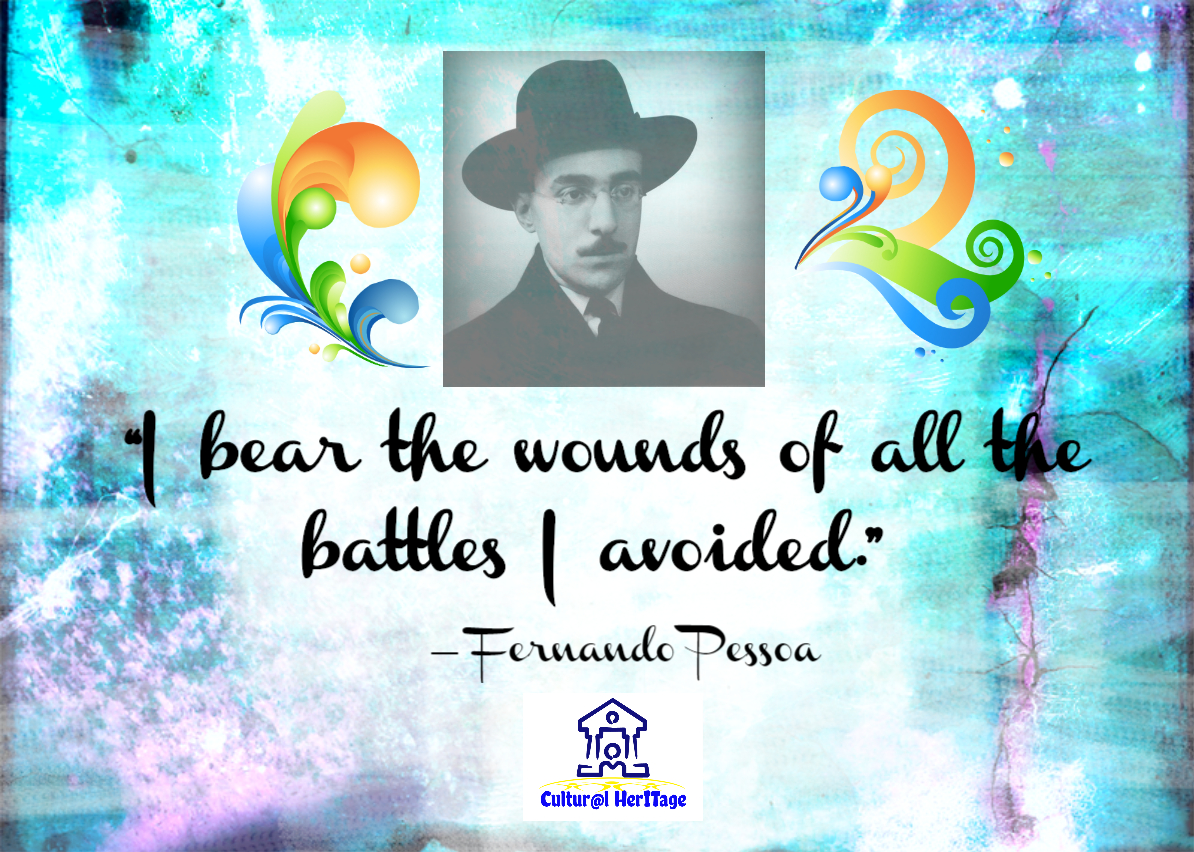 “I bear the wounds of all the
battles I avoided.”
—Fernando Pessoa
Cultur@l HerITage